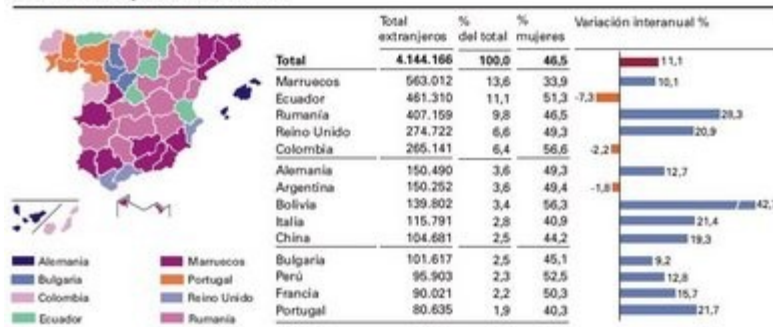 Total extranjeros % del total % mujeres Variación interanual %
Total 4.144.166 100,0 46,5 11,1
Marruecos 563.012 13,6 33,9 10,1
Ecuador 461.310 11,1 51,3 -7,3
Rumanía 407.159 9,8 46,5 28,3
Reino Unido 274.722 6,6 49,3 20,9
Colombia 265.141 6,4 56,6 -2,2
Alemania 150.490 3,6 49,3 12,7
Argentina 150.252 3,6 49,4 -1,8
Bolivia 139.802 3,4 56,3
Italia 115.791 2,8 40,9 21,4
China 104.681 2,5 44,2 19,3
Bulgaria 101.617 2,5 45,1 9,2
Perú 95.903 2,3 52,5 12,8
Francia 90.021 2,2 50,3 15,7
Portugal 80.635 1,9 40,3 21,7
Alemania Marruecos
Bulgaria Portugal
Colombia Reino Unido
Ecuador Rumanía